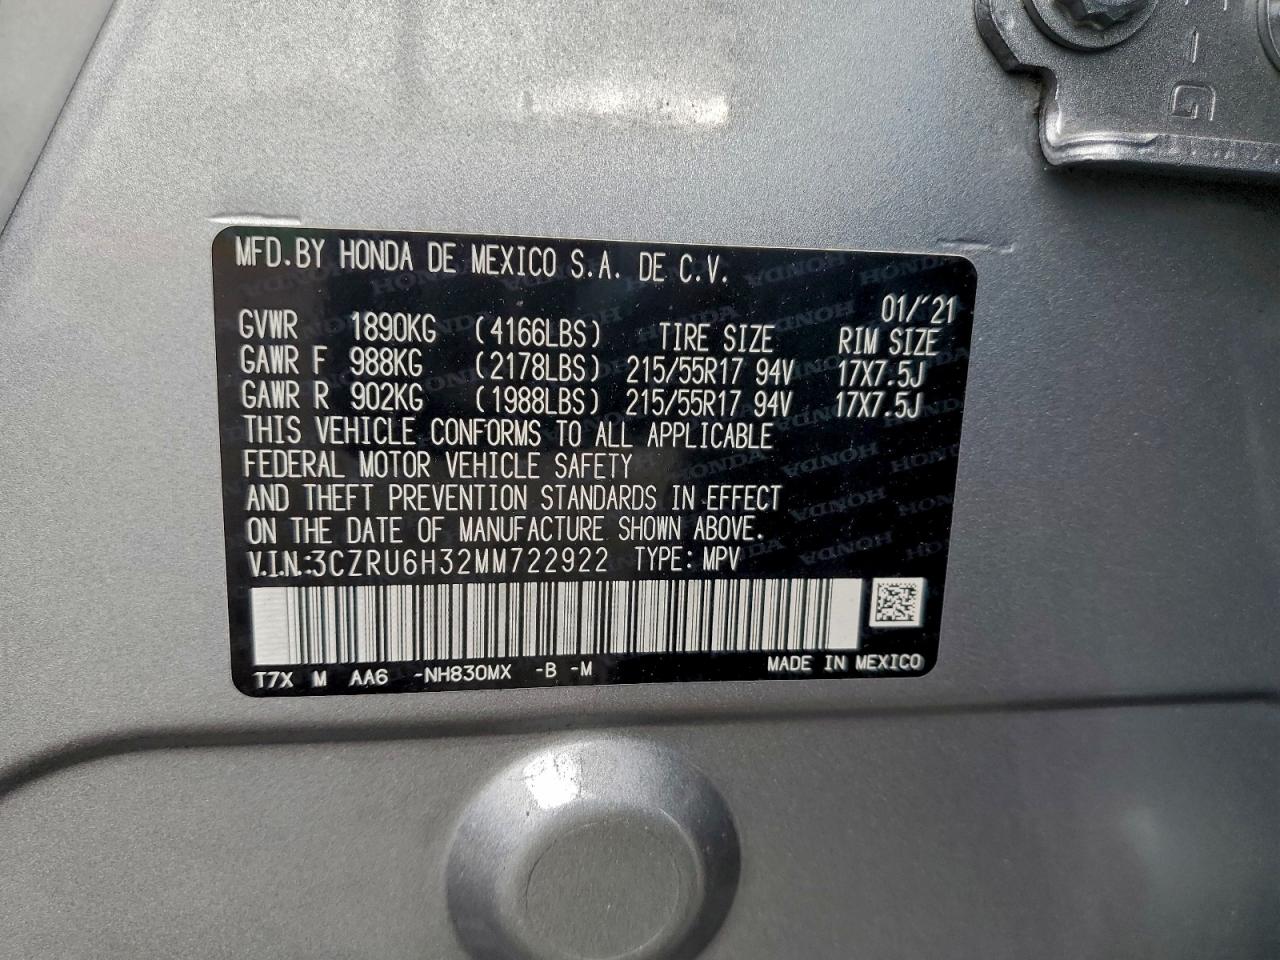 MFD.BY HONDA DE MEXICO S.A. DE C.V.
01/'21
GVWR 1890KG (4166LBS) TIRE SIZE RIM SIZE
GAWR F 988KG (2178LBS) 215/55R17 94V 17X7.5J
GAWR R 902KG (1988LBS) 215/55R17 94V 17X7.5J
THIS VEHICLE CONFORMS TO ALL APPLICABLE
FEDERAL MOTOR VEHICLE SAFETY
AND THEFT PREVENTION STANDARDS IN EFFECT
ON THE DATE OF MANUFACTURE SHOWN ABOVE.
V.I.N.:3CZRU6H32MM722922 TYPE: MPV
T7X M AA6 -NH830MX -B -M MADE IN MEXICO